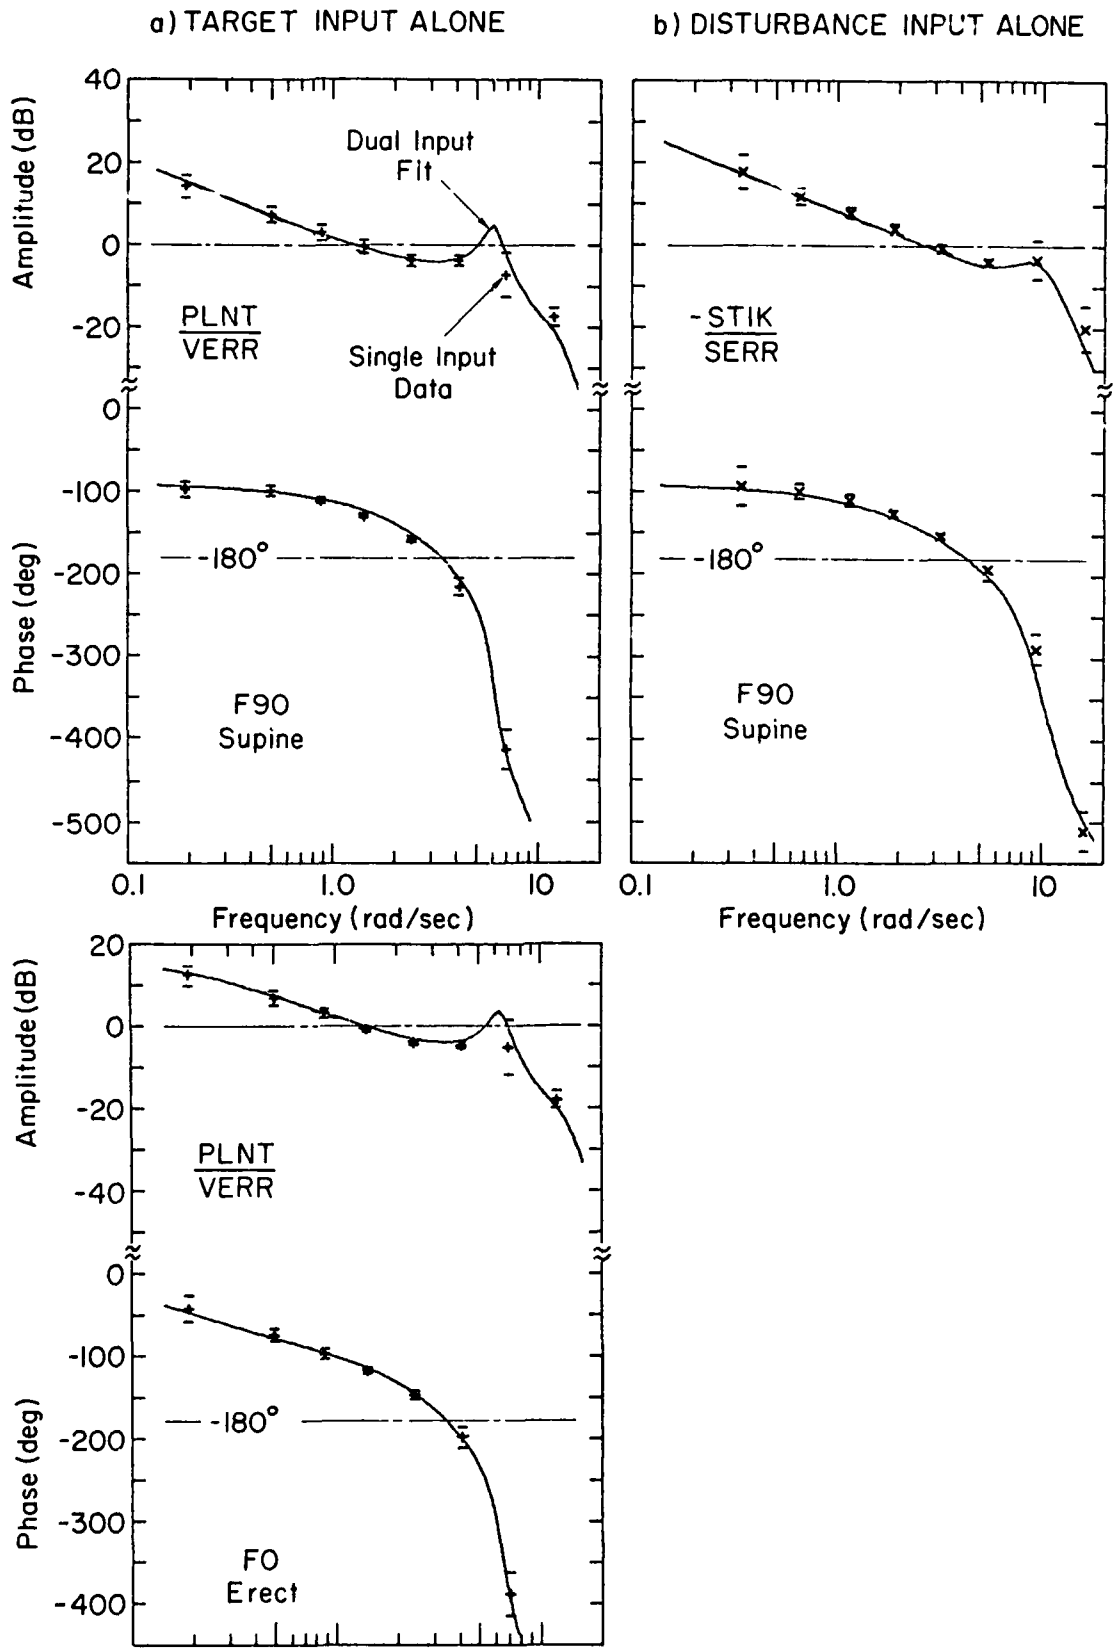 a) TARGET INPUT ALONE
b) DISTURBANCE INPUT ALONE
Amplitude (dB)
40
20
0
-20
Dual Input
Fit
PLNT
VERR
Single Input
Data
-STIK
SERR
Phase (deg)
0
-100
-200
-300
-400
-500
-180°
F90
Supine
-180°
F90
Supine
0.1
1.0
10
Frequency (rad/sec)
0.1
1.0
10
Frequency (rad/sec)
Amplitude (dB)
20
0
-20
-40
PLNT
VERR
Phase (deg)
0
-100
-200
-300
-400
-180°
FO
Erect